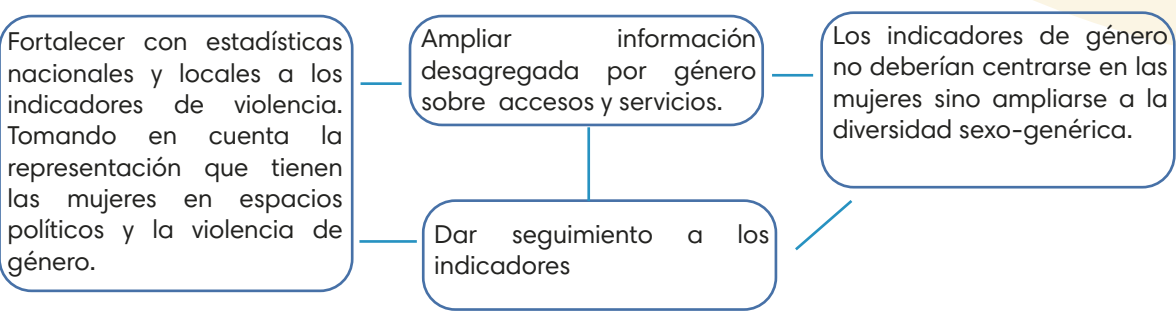 Fortalecer con estadísticas
nacionales y locales a los
indicadores de violencia.
Tomando en cuenta la
representación que tienen
las mujeres en espacios
políticos y la violencia de
género.
Ampliar información
desagregada por género
sobre accesos y servicios.
Los indicadores de género
no deberían centrarse en las
mujeres sino ampliarse a la
diversidad sexo-genérica.
Dar seguimiento a los
indicadores